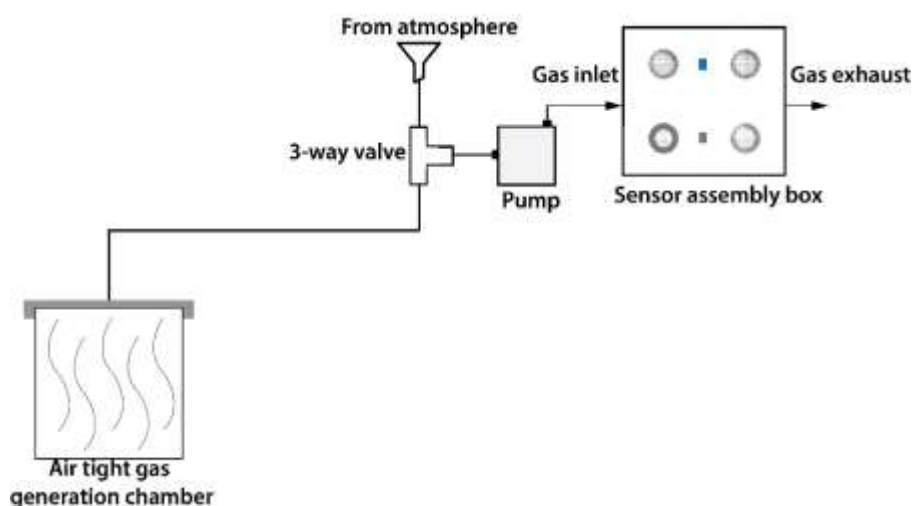 From atmosphere
Gas inlet
Gas exhaust
3-way valve
Pump
Sensor assembly box
Air tight gas
generation chamber